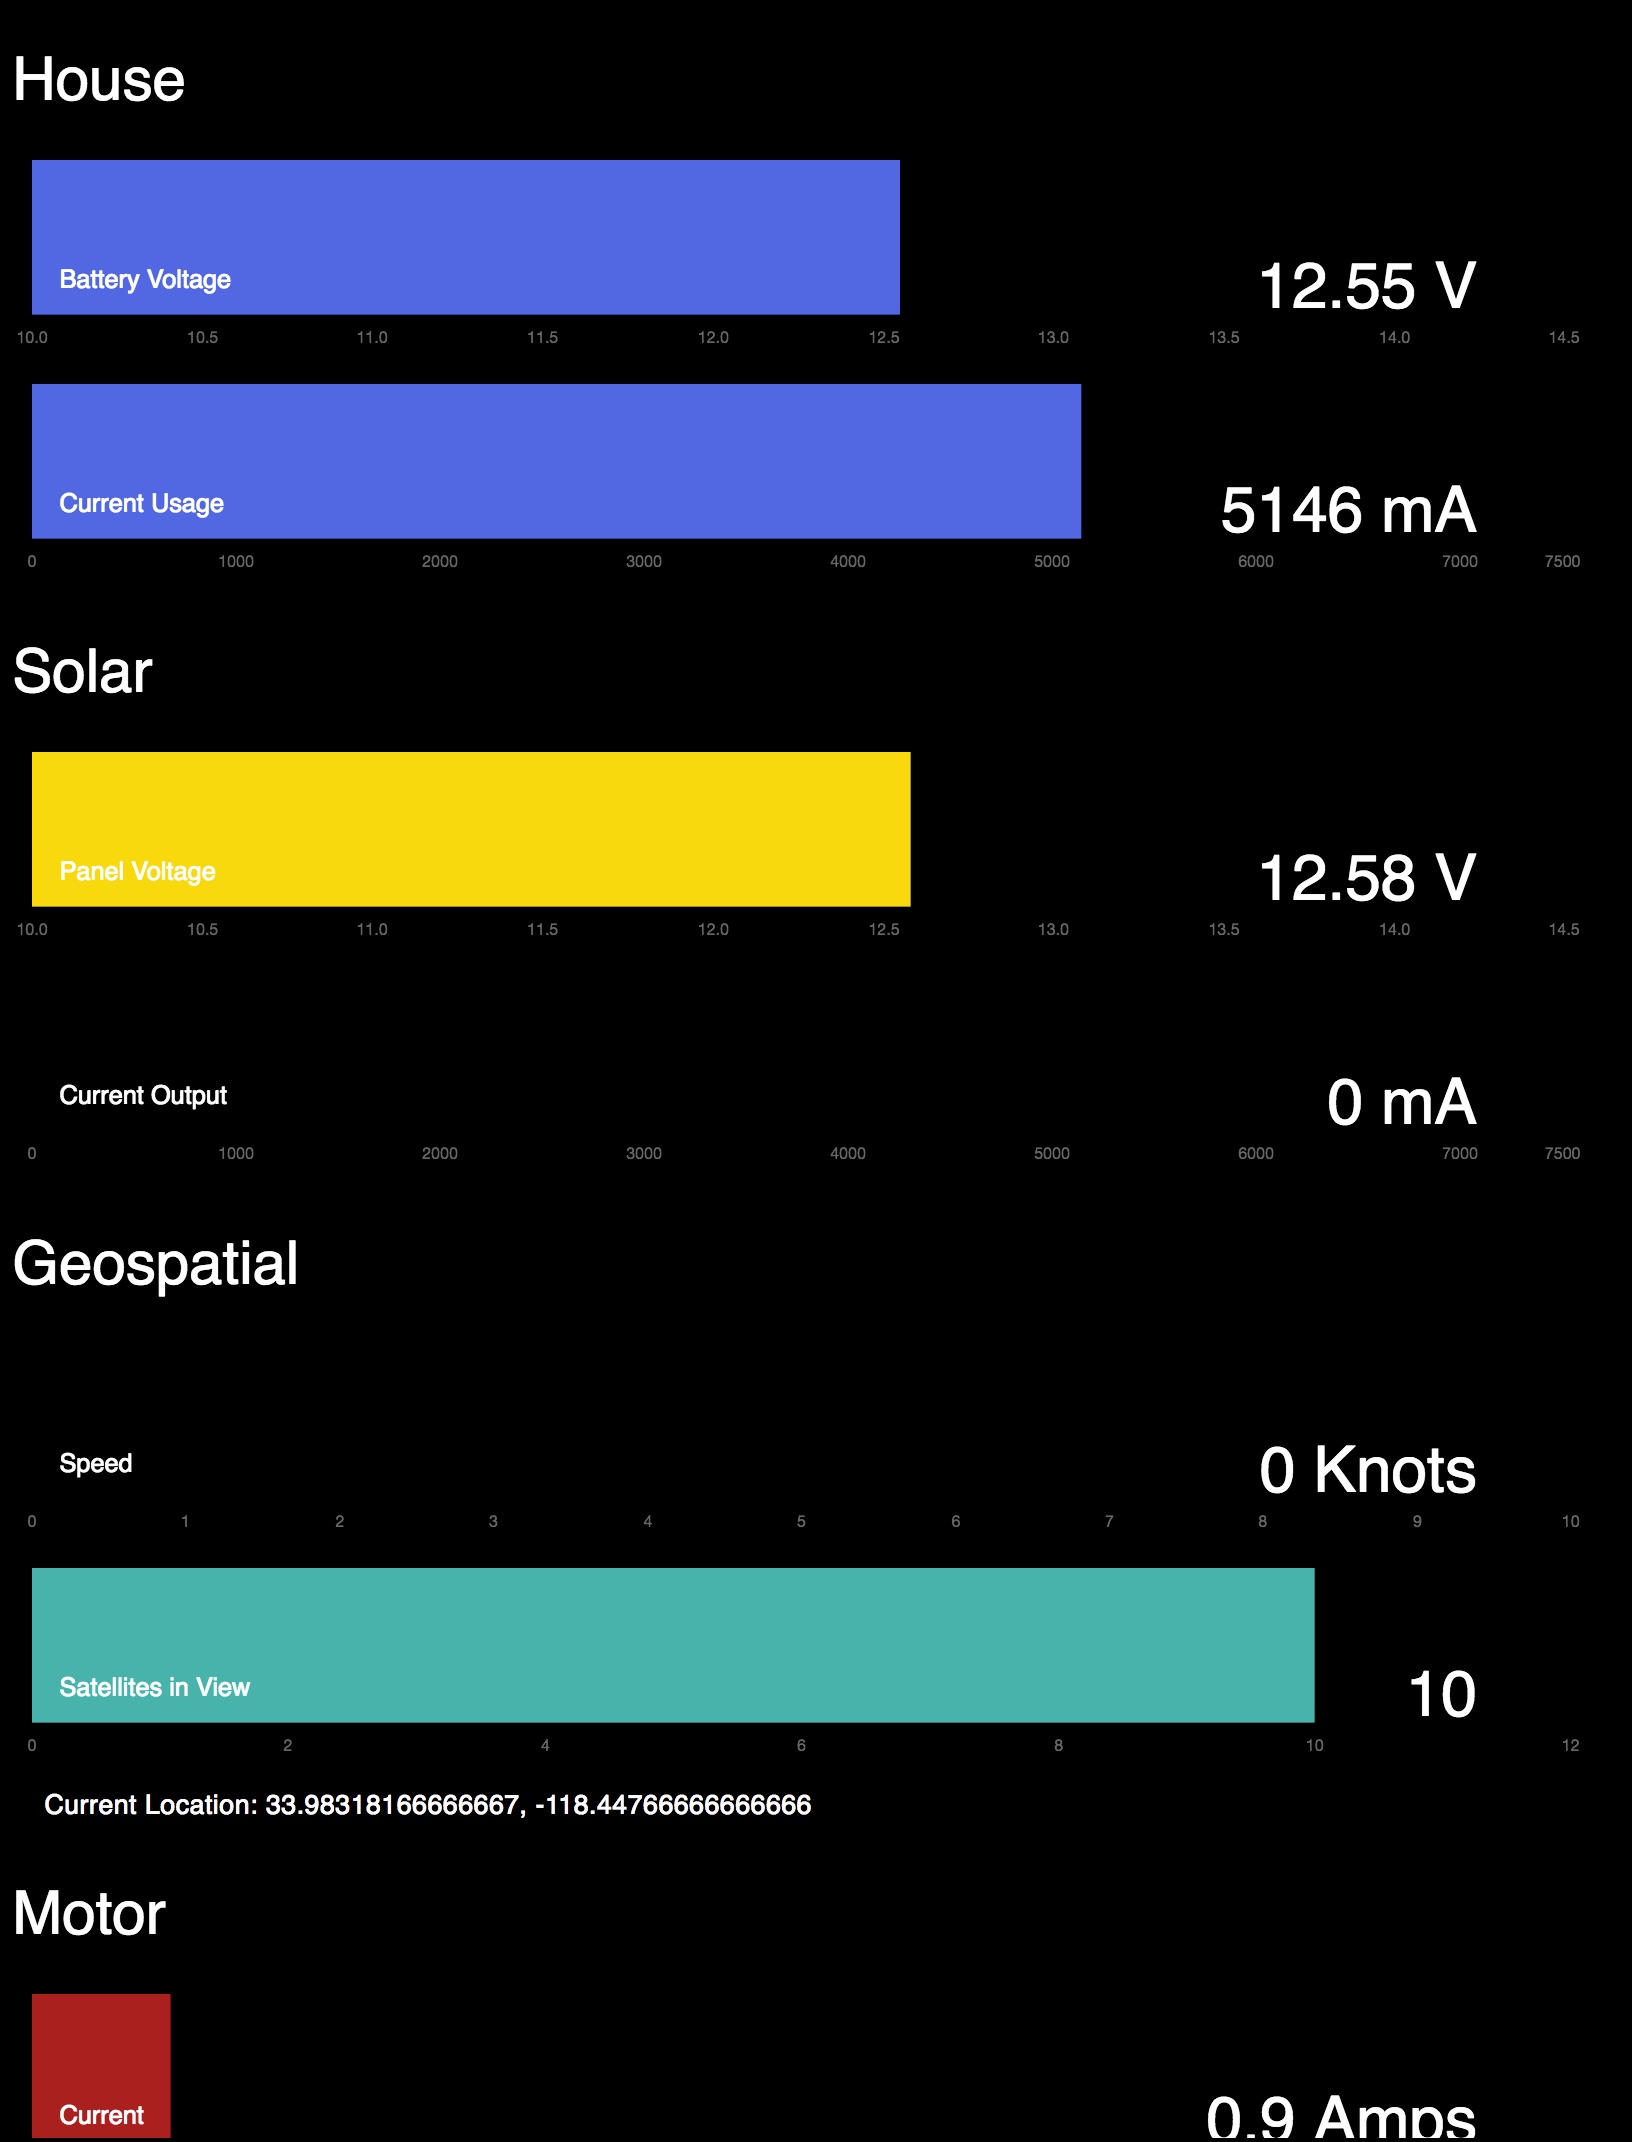 House
Battery Voltage 12.55 V
10.0 10.5 11.0 11.5 12.0 12.5 13.0 13.5 14.0 14.5
Current Usage 5146 mA
0 1000 2000 3000 4000 5000 6000 7000 7500
Solar
Panel Voltage 12.58 V
10.0 10.5 11.0 11.5 12.0 12.5 13.0 13.5 14.0 14.5
Current Output 0 mA
0 1000 2000 3000 4000 5000 6000 7000 7500
Geospatial
Speed 0 Knots
0 1 2 3 4 5 6 7 8 9 10
Satellites in View 10
0 2 4 6 8 10 12
Current Location: 33.98318166666667, -118.44766666666666
Motor
Current 0.9 Amps